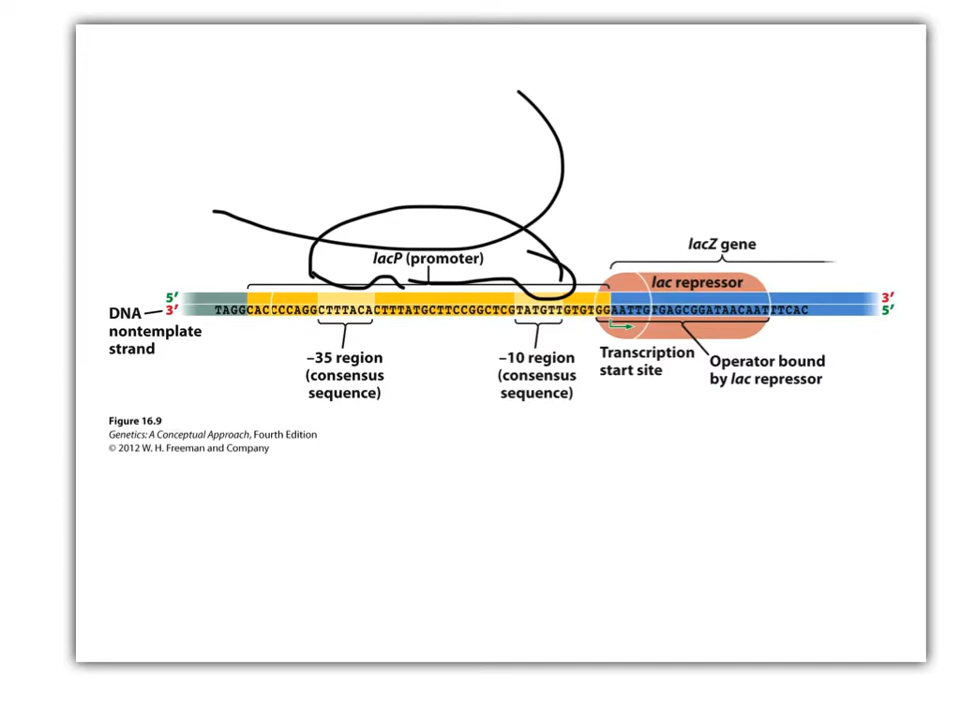 lacZ gene
lacP (promoter)
lac repressor
5′ 3′
DNA 3′ TAGGCACCCCAGGCTTTACACTTTATGCTTCCGGCTCGTATGTTGTGTGGAATTGTGAGCGGATAACAATTTCAC 5′
nontemplate
strand
–35 region
(consensus
sequence)
–10 region
(consensus
sequence)
Transcription
start site
Operator bound
by lac repressor
Figure 16.9
Genetics: A Conceptual Approach, Fourth Edition
© 2012 W. H. Freeman and Company